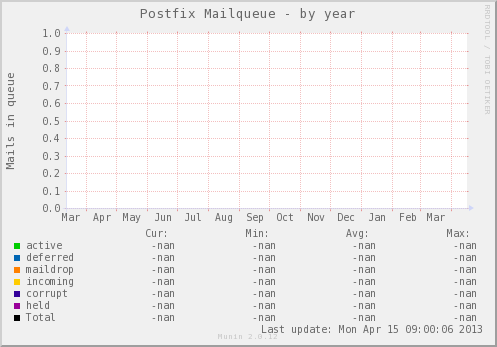 Postfix Mailqueue - by year
RRDTOOL / TOBI OETIKER
Mails in queue
1.0
0.9
0.8
0.7
0.6
0.5
0.4
0.3
0.2
0.1
0.0
Mar Apr May Jun Jul Aug Sep Oct Nov Dec Jan Feb Mar
Cur: Min: Avg: Max:
active -nan -nan -nan -nan
deferred -nan -nan -nan -nan
maildrop -nan -nan -nan -nan
incoming -nan -nan -nan -nan
corrupt -nan -nan -nan -nan
held -nan -nan -nan -nan
Total -nan -nan -nan -nan
Last update: Mon Apr 15 09:00:06 2013
Munin 2.0.12